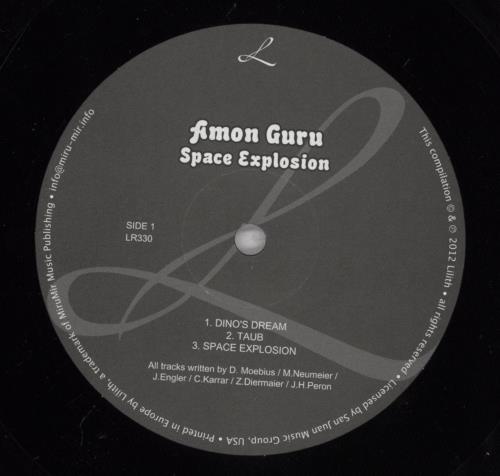 L
Amon Guru
Space Explosion
SIDE 1
LR330
1. DINO'S DREAM
2. TAUB
3. SPACE EXPLOSION
All tracks written by D. Moebius / M.Neumeier /
J.Engler / C.Karrar / Z.Diermaier / J.H.Peron
This compilation © & ℗ 2012 Lilith • all rights reserved • Licensed by San Juan Music Group, USA • Printed in Europe by Lilith, a trademark of MiruMir Music Publishing • info@miru-mir.info